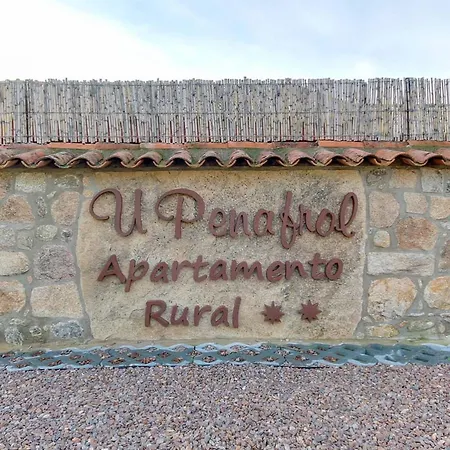 U Penafrol
Apartamento
Rural **